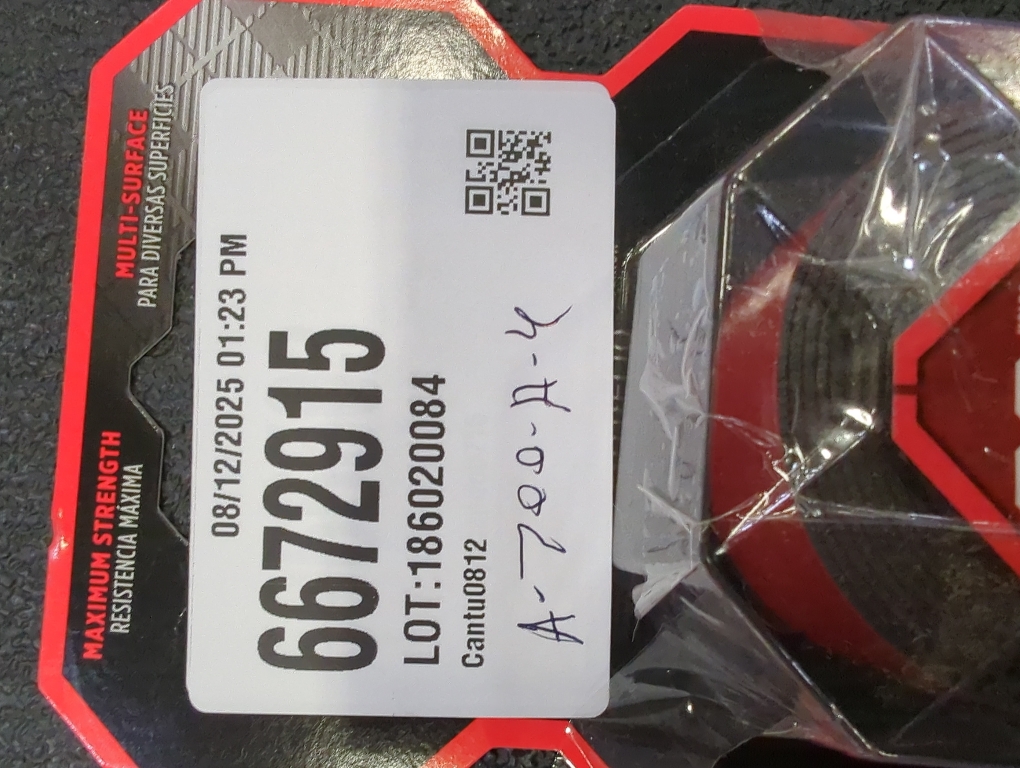 MAXIMUM STRENGTH
RESISTENCIA MÁXIMA
MULTI-SURFACE
PARA DIVERSAS SUPERFICIES
08/12/2025 01:23 PM
6672915
LOT:1860200084
Cantu0812
A-700-A-4